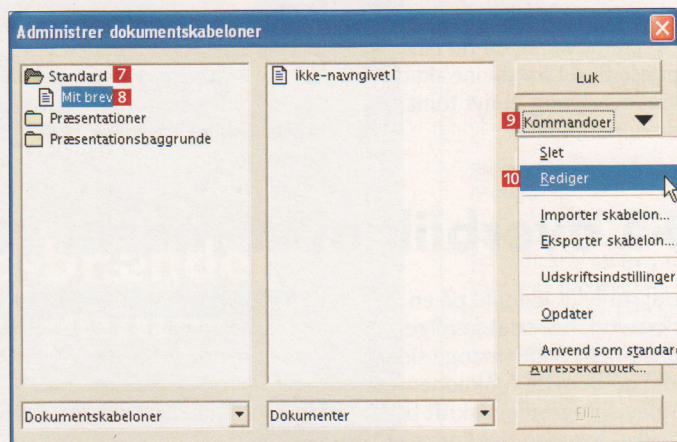 Administrer dokumentskabeloner
Standard 7
Mit brev 8
Præsentationer
Præsentationsbaggrunde
ikke-navngivet1
Luk
9 Kommandoer
Slet
10 Rediger
Importer skabelon...
Eksporter skabelon...
Udskriftsindstillinger
Opdater
Anvend som standard
Adressekartotek...
Dokumentskabeloner
Dokumenter
Fil...